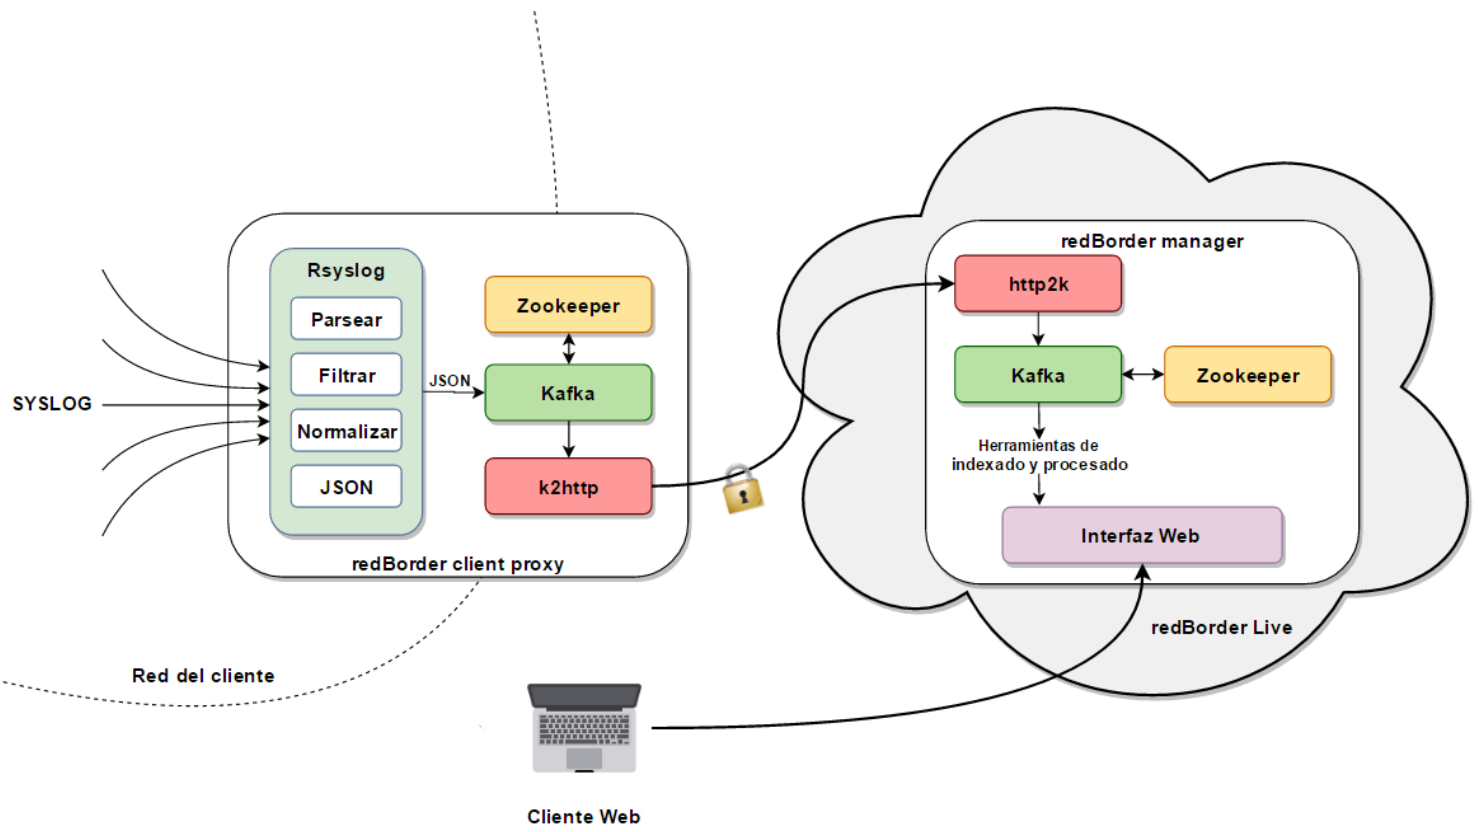 SYSLOG
Rsyslog
Parsear
Filtrar
Normalizar
JSON
JSON
Zookeeper
Kafka
k2http
redBorder client proxy
Red del cliente
redBorder manager
http2k
Kafka
Zookeeper
Herramientas de
indexado y procesado
Interfaz Web
redBorder Live
Cliente Web